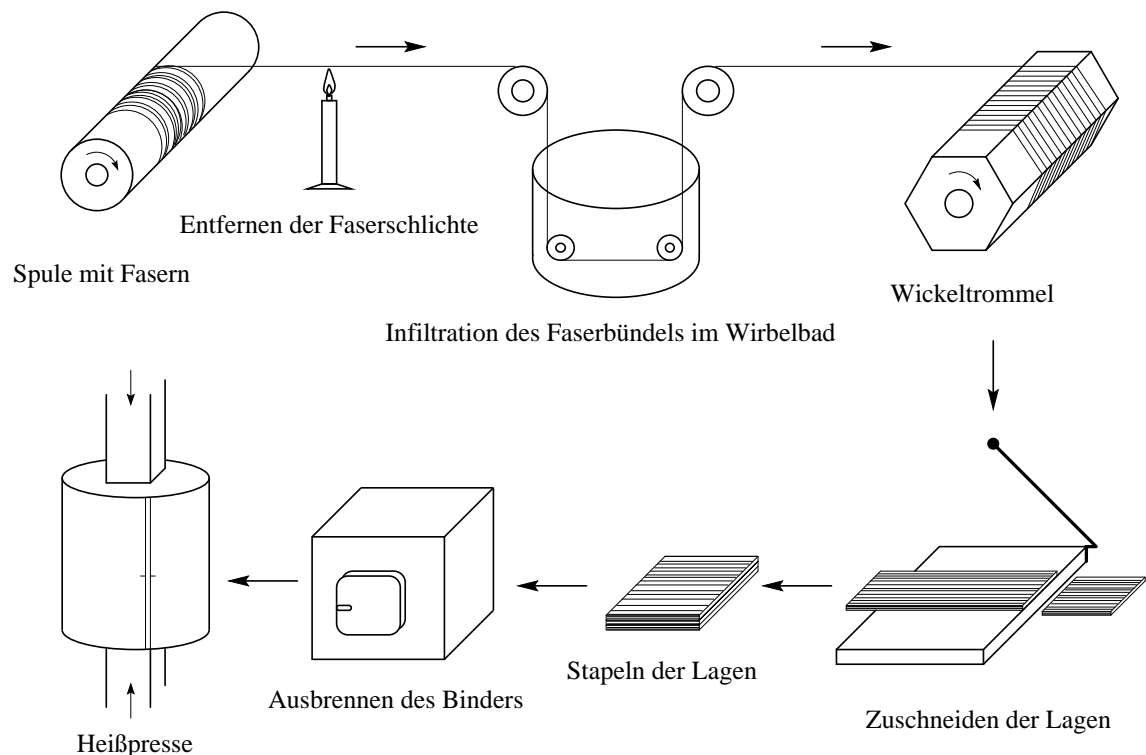 Entfernen der Faserschlichte
Spule mit Fasern
Wickeltrommel
Infiltration des Faserbündels im Wirbelbad
Stapeln der Lagen
Ausbrennen des Binders
Zuschneiden der Lagen
Heißpresse